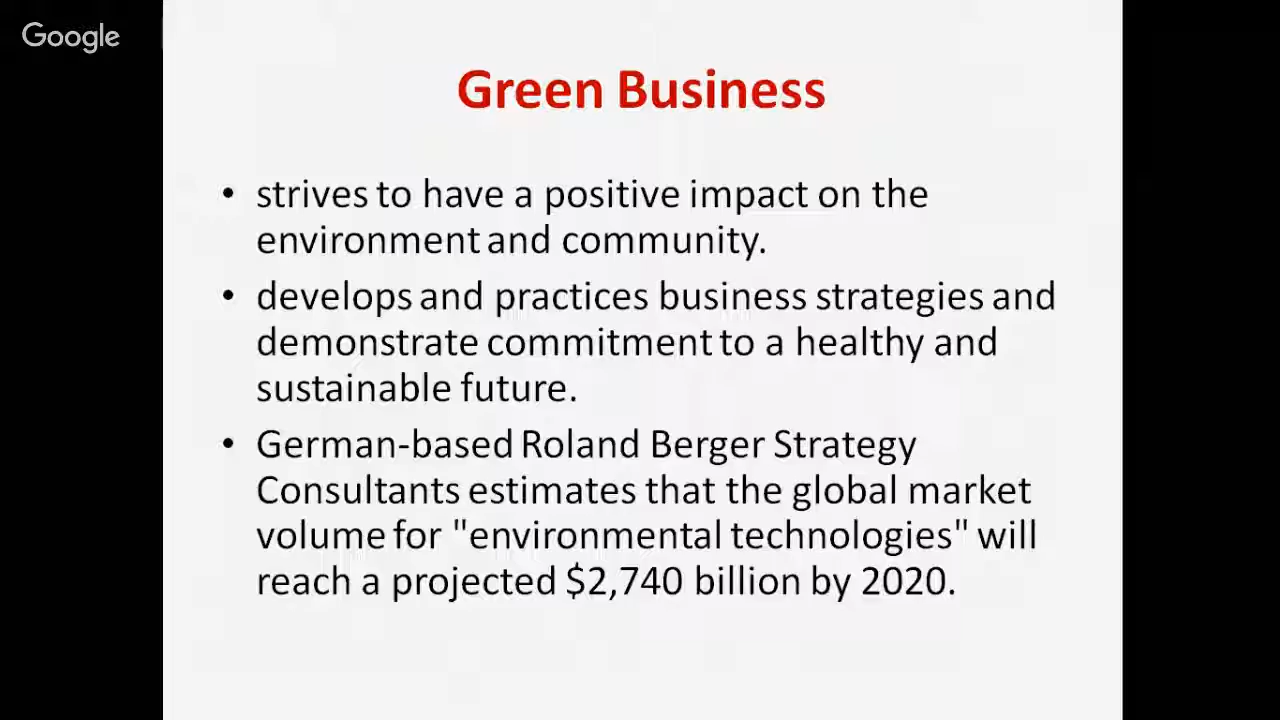 Google
Green Business
• strives to have a positive impact on the
environment and community.
• develops and practices business strategies and
demonstrate commitment to a healthy and
sustainable future.
• German-based Roland Berger Strategy
Consultants estimates that the global market
volume for "environmental technologies" will
reach a projected $2,740 billion by 2020.